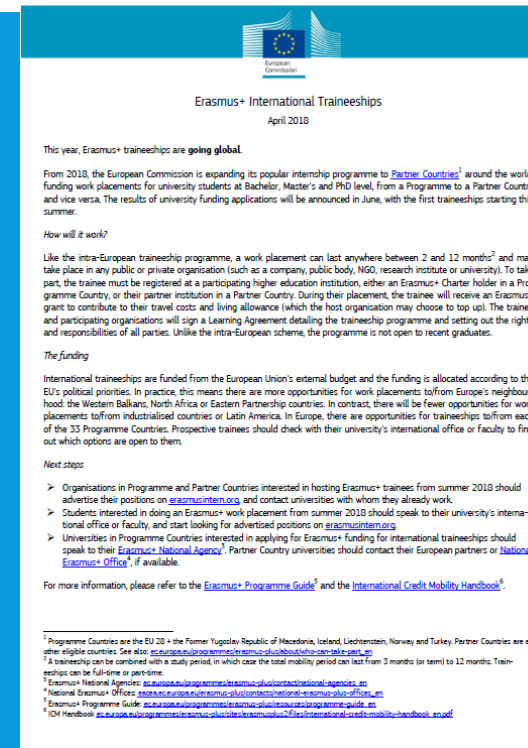 European
Commission
Erasmus+ International Traineeships
April 2018
This year, Erasmus+ traineeships are going global.
From 2018, the European Commission is expanding its popular internship programme to Partner Countries¹ around the world
funding work placements for university students at Bachelor, Master's and PhD level, from a Programme to a Partner Countr
and vice versa. The results of university funding applications will be announced in June, with the first traineeships starting thi
summer.
How will it work?
Like the intra-European traineeship programme, a work placement can last anywhere between 2 and 12 months² and ma
take place in any public or private organisation (such as a company, public body, NGO, research institute or university). To tak
part, the trainee must be registered at a participating higher education institution, either an Erasmus+ Charter holder in a Pro
gramme Country, or their partner institution in a Partner Country. During their placement, the trainee will receive an Erasmus
grant to contribute to their travel costs and living allowance (which the host organisation may choose to top up). The traine
and participating organisations will sign a Learning Agreement detailing the traineeship programme and setting out the right
and responsibilities of all parties. Unlike the intra-European scheme, the programme is not open to recent graduates.
The funding
International traineeships are funded from the European Union's external budget and the funding is allocated according to th
EU's political priorities. In practice, this means there are more opportunities for work placements to/from Europe's neighbour
hood: the Western Balkans, North Africa or Eastern Partnership countries. In contrast, there will be fewer opportunities for wor
placements to/from industrialised countries or Latin America. In Europe, there are opportunities for traineeships to/from eac
of the 33 Programme Countries. Prospective trainees should check with their university's international office or faculty to fin
out which options are open to them.
Next steps
➢ Organisations in Programme and Partner Countries interested in hosting Erasmus+ trainees from summer 2018 should
advertise their positions on erasmusintern.org, and contact universities with whom they already work.
➢ Students interested in doing an Erasmus+ work placement from summer 2018 should speak to their university's interna-
tional office or faculty, and start looking for advertised positions on erasmusintern.org.
➢ Universities in Programme Countries interested in applying for Erasmus+ funding for international traineeships should
speak to their Erasmus+ National Agency³. Partner Country universities should contact their European partners or Nationa
Erasmus+ Office⁴, if available.
For more information, please refer to the Erasmus+ Programme Guide⁵ and the International Credit Mobility Handbook⁶.
¹ Programme Countries are the EU 28 + the Former Yugoslav Republic of Macedonia, Iceland, Liechtenstein, Norway and Turkey. Partner Countries are a
other eligible countries. See also: ec.europa.eu/programmes/erasmus-plus/about/who-can-take-part_en
² A traineeship can be combined with a study period, in which case the total mobility period can last from 3 months (or term) to 12 months. Train-
eeships can be full-time or part-time.
³ Erasmus+ National Agencies: ec.europa.eu/programmes/erasmus-plus/contact/national-agencies_en
⁴ National Erasmus+ Offices: eacea.ec.europa.eu/erasmus-plus/contacts/national-erasmus-plus-offices_en
⁵ Erasmus+ Programme Guide: ec.europa.eu/programmes/erasmus-plus/resources/programme-guide_en
⁶ ICM Handbook ec.europa.eu/programmes/erasmus-plus/sites/erasmusplus2/files/international-credit-mobility-handbook_en.pdf